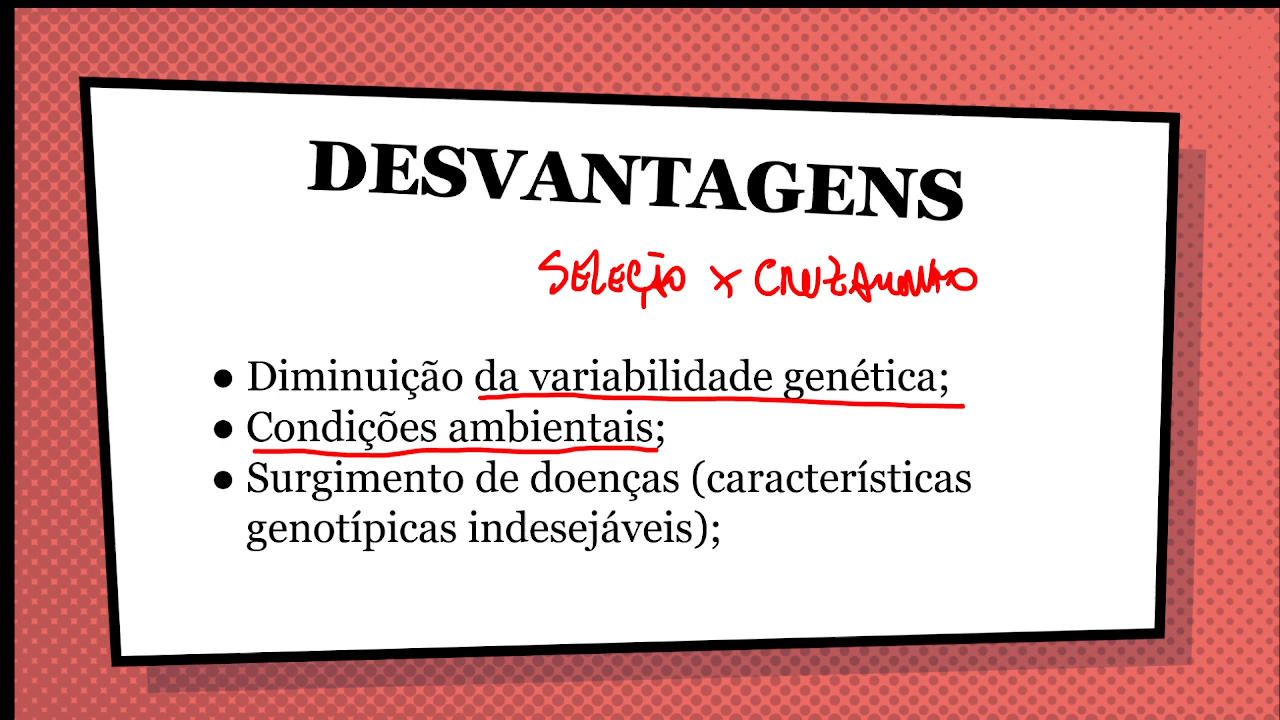 DESVANTAGENS
SELEÇÃO X CRUZAMENTO
● Diminuição da variabilidade genética;
● Condições ambientais;
● Surgimento de doenças (características
genotípicas indesejáveis);